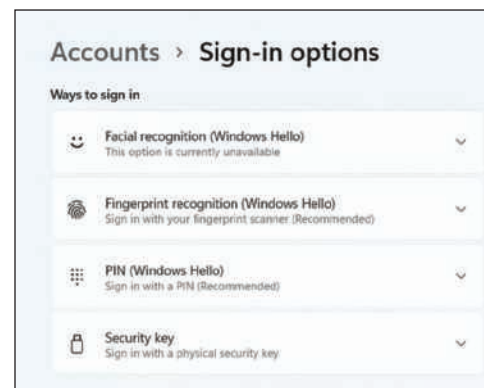 Accounts > Sign-in options
Ways to sign in
Facial recognition (Windows Hello)
This option is currently unavailable
Fingerprint recognition (Windows Hello)
Sign in with your fingerprint scanner (Recommended)
PIN (Windows Hello)
Sign in with a PIN (Recommended)
Security key
Sign in with a physical security key